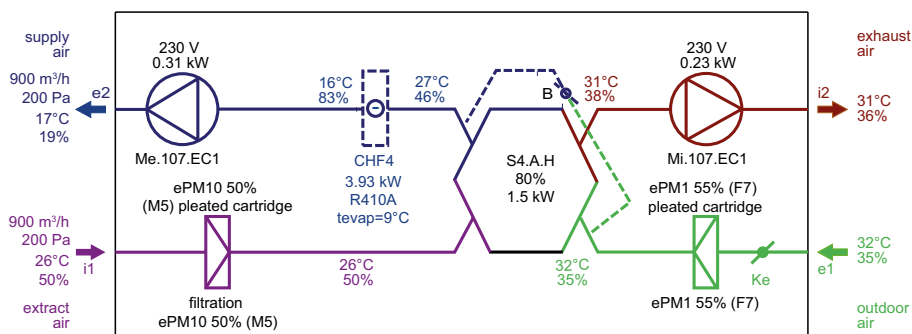 supply
air
900 m³/h
200 Pa
e2
17°C
19%
230 V
0.31 kW
Me.107.EC1
16°C
83%
27°C
46%
CHF4
3.93 kW
R410A
tevap=9°C
B
31°C
38%
S4.A.H
80%
1.5 kW
230 V
0.23 kW
Mi.107.EC1
exhaust
air
i2
31°C
36%
ePM10 50%
(M5) pleated cartridge
ePM1 55% (F7)
pleated cartridge
900 m³/h
200 Pa
26°C
50%
i1
extract
air
filtration
ePM10 50% (M5)
26°C
50%
32°C
35%
ePM1 55% (F7)
Ke
32°C
35%
e1
outdoor
air